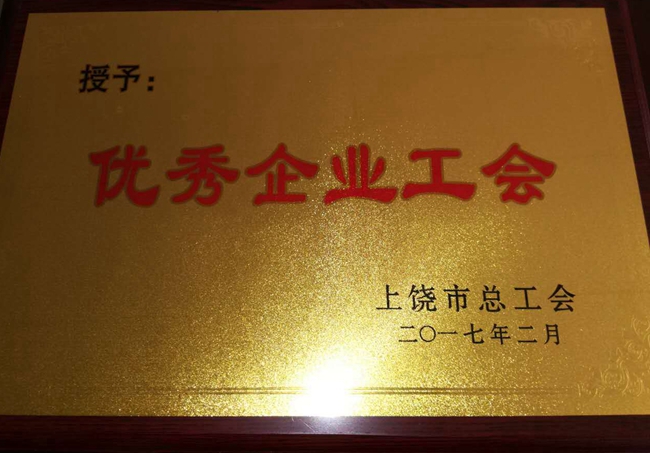 授予：
优秀企业工会
上饶市总工会
二〇一七年二月